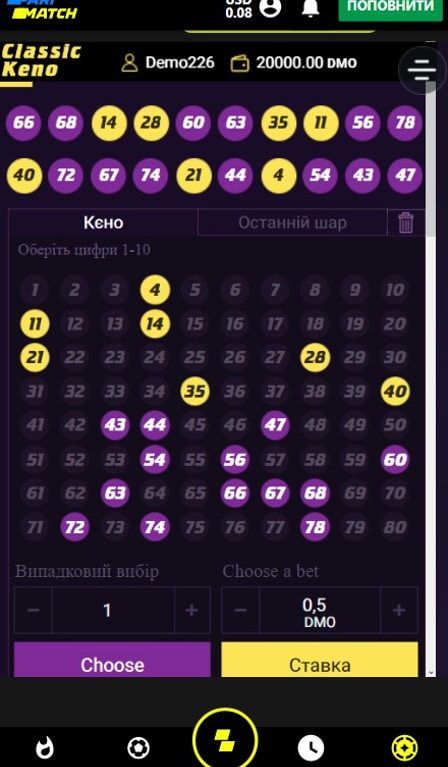 PARI
MATCH
USD
0.08
ПОПОВНИТИ
Classic
Keno
Demo226
20000.00 DMO
66 68 14 28 60 63 35 11 56 78
40 72 67 74 21 44 4 54 43 47
Кєно
Останній шар
Оберіть цифри 1-10
1 2 3 4 5 6 7 8 9 10
11 12 13 14 15 16 17 18 19 20
21 22 23 24 25 26 27 28 29 30
31 32 33 34 35 36 37 38 39 40
41 42 43 44 45 46 47 48 49 50
51 52 53 54 55 56 57 58 59 60
61 62 63 64 65 66 67 68 69 70
71 72 73 74 75 76 77 78 79 80
Випадковий вибір
Choose a bet
− 1 +
− 0,5 +
DMO
Choose
Ставка